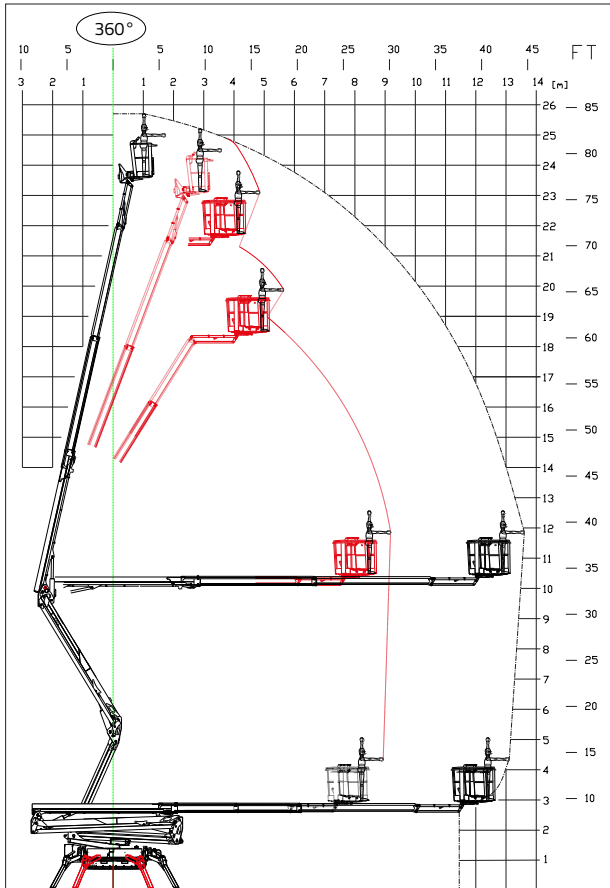 360°
10 5 5 10 15 20 25 30 35 40 45 FT
3 2 1 1 2 3 4 5 6 7 8 9 10 11 12 13 14 [m]
26 — 85
25
24 — 80
23 — 75
22
21 — 70
20 — 65
19
18 — 60
17 — 55
16
15 — 50
14 — 45
13
12 — 40
11 — 35
10
9 — 30
8 — 25
7
6 — 20
5 — 15
4
3 — 10
2
1